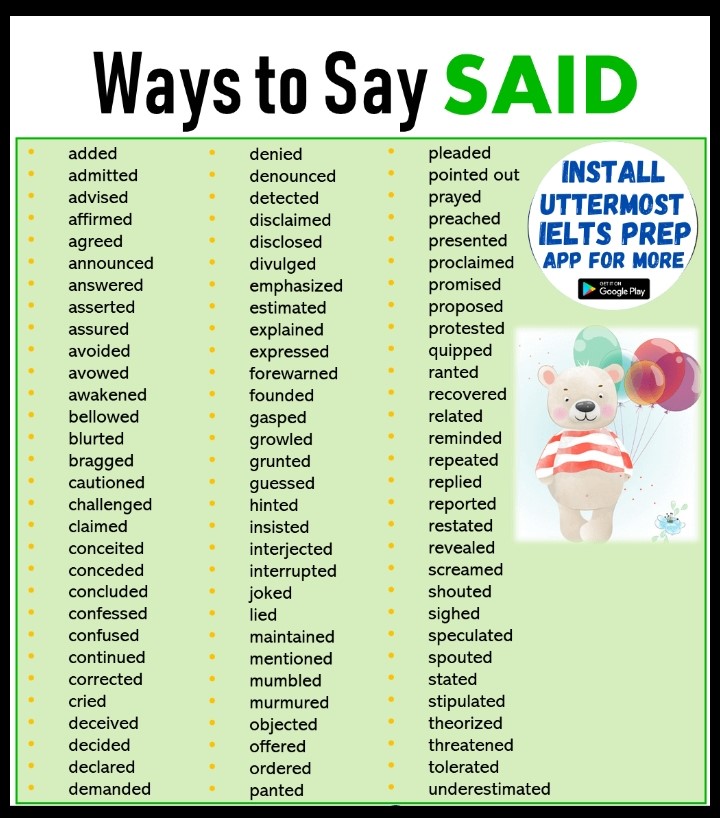 Ways to Say SAID
added
admitted
advised
affirmed
agreed
announced
answered
asserted
assured
avoided
avowed
awakened
bellowed
blurted
bragged
cautioned
challenged
claimed
conceited
conceded
concluded
confessed
confused
continued
corrected
cried
deceived
decided
declared
demanded
denied
denounced
detected
disclaimed
disclosed
divulged
emphasized
estimated
explained
expressed
forewarned
founded
gasped
growled
grunted
guessed
hinted
insisted
interjected
interrupted
joked
lied
maintained
mentioned
mumbled
murmured
objected
offered
ordered
panted
pleaded
pointed out
prayed
preached
presented
proclaimed
promised
proposed
protested
quipped
ranted
recovered
related
reminded
repeated
replied
reported
restated
revealed
screamed
shouted
sighed
speculated
spouted
stated
stipulated
theorized
threatened
tolerated
underestimated
INSTALL
UTTERMOST
IELTS PREP
APP FOR MORE
GET IT ON
Google Play